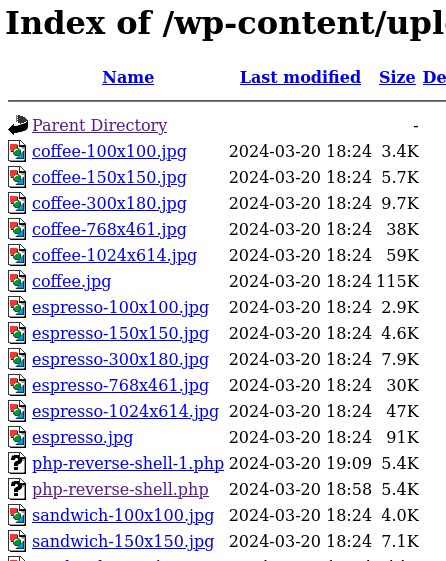 Index of /wp-content/upl
Name Last modified Size De
Parent Directory -
coffee-100x100.jpg 2024-03-20 18:24 3.4K
coffee-150x150.jpg 2024-03-20 18:24 5.7K
coffee-300x180.jpg 2024-03-20 18:24 9.7K
coffee-768x461.jpg 2024-03-20 18:24 38K
coffee-1024x614.jpg 2024-03-20 18:24 59K
coffee.jpg 2024-03-20 18:24 115K
espresso-100x100.jpg 2024-03-20 18:24 2.9K
espresso-150x150.jpg 2024-03-20 18:24 4.6K
espresso-300x180.jpg 2024-03-20 18:24 7.9K
espresso-768x461.jpg 2024-03-20 18:24 30K
espresso-1024x614.jpg 2024-03-20 18:24 47K
espresso.jpg 2024-03-20 18:24 91K
php-reverse-shell-1.php 2024-03-20 19:09 5.4K
php-reverse-shell.php 2024-03-20 18:58 5.4K
sandwich-100x100.jpg 2024-03-20 18:24 4.0K
sandwich-150x150.jpg 2024-03-20 18:24 7.1K